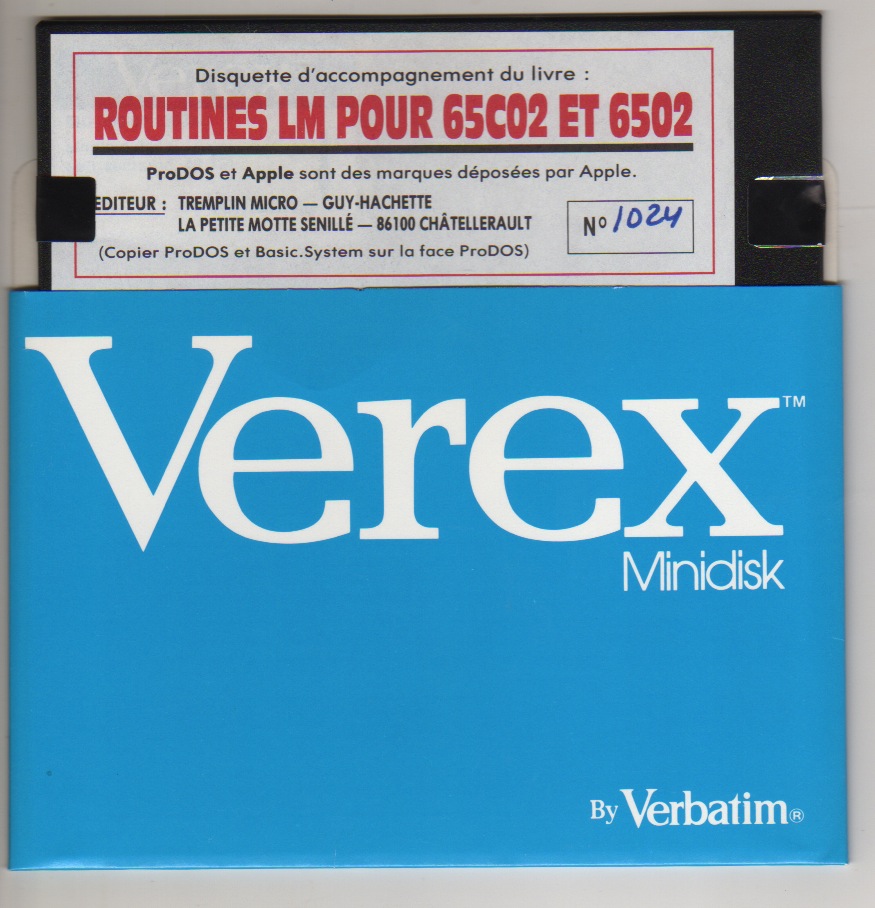 Disquette d'accompagnement du livre :
ROUTINES LM POUR 65C02 ET 6502
ProDOS et Apple sont des marques déposées par Apple.
EDITEUR : TREMPLIN MICRO — GUY-HACHETTE
LA PETITE MOTTE SENILLÉ — 86100 CHÂTELLERAULT
No 1024
(Copier ProDOS et Basic.System sur la face ProDOS)
Verex™
Minidisk
By Verbatim®